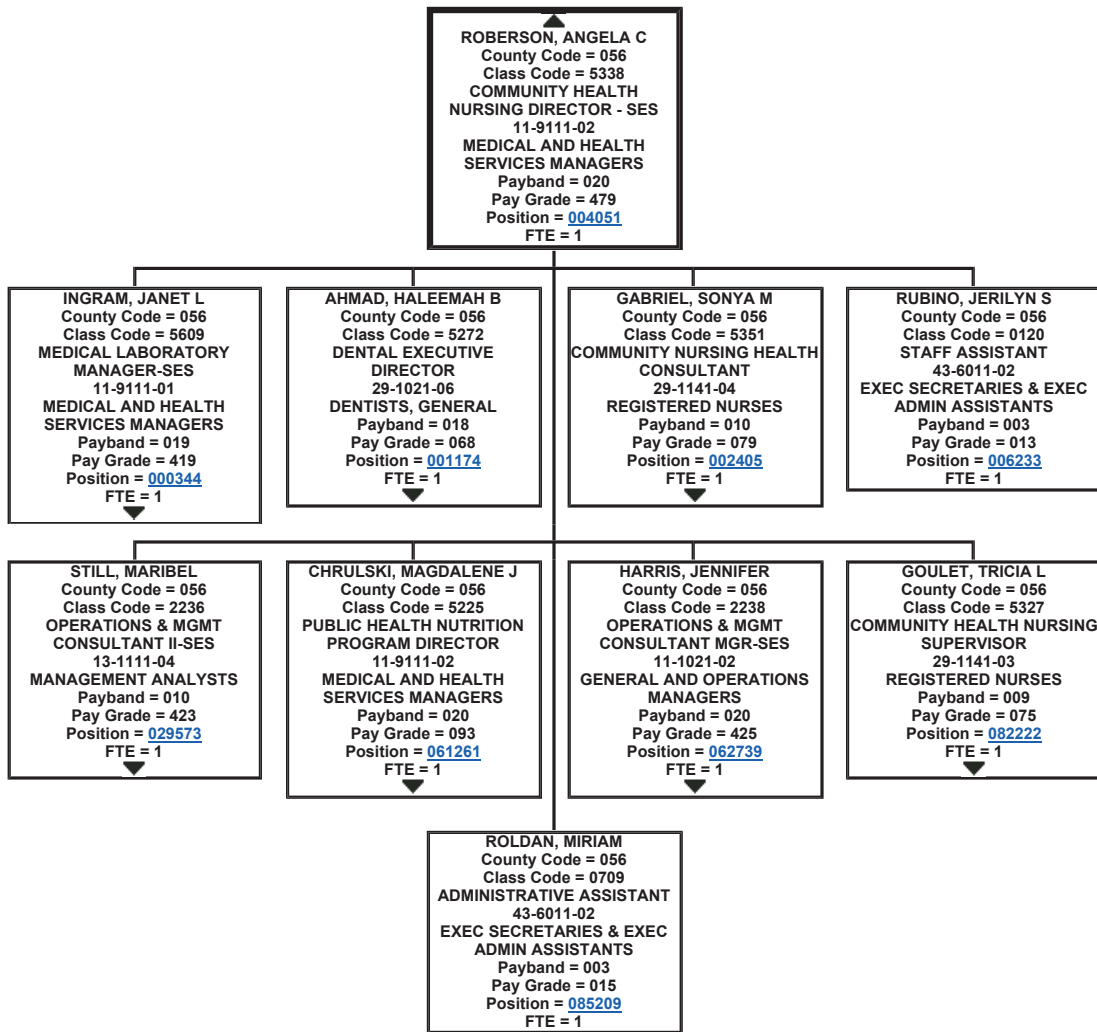 ROBERSON, ANGELA C
County Code = 056
Class Code = 5338
COMMUNITY HEALTH
NURSING DIRECTOR - SES
11-9111-02
MEDICAL AND HEALTH
SERVICES MANAGERS
Payband = 020
Pay Grade = 479
Position = 004051
FTE = 1
INGRAM, JANET L
County Code = 056
Class Code = 5609
MEDICAL LABORATORY
MANAGER-SES
11-9111-01
MEDICAL AND HEALTH
SERVICES MANAGERS
Payband = 019
Pay Grade = 419
Position = 000344
FTE = 1
AHMAD, HALEEMAH B
County Code = 056
Class Code = 5272
DENTAL EXECUTIVE
DIRECTOR
29-1021-06
DENTISTS, GENERAL
Payband = 018
Pay Grade = 068
Position = 001174
FTE = 1
GABRIEL, SONYA M
County Code = 056
Class Code = 5351
COMMUNITY NURSING HEALTH
CONSULTANT
29-1141-04
REGISTERED NURSES
Payband = 010
Pay Grade = 079
Position = 002405
FTE = 1
RUBINO, JERILYN S
County Code = 056
Class Code = 0120
STAFF ASSISTANT
43-6011-02
EXEC SECRETARIES & EXEC
ADMIN ASSISTANTS
Payband = 003
Pay Grade = 013
Position = 006233
FTE = 1
STILL, MARIBEL
County Code = 056
Class Code = 2236
OPERATIONS & MGMT
CONSULTANT II-SES
13-1111-04
MANAGEMENT ANALYSTS
Payband = 010
Pay Grade = 423
Position = 029573
FTE = 1
CHRULSKI, MAGDALENE J
County Code = 056
Class Code = 5225
PUBLIC HEALTH NUTRITION
PROGRAM DIRECTOR
11-9111-02
MEDICAL AND HEALTH
SERVICES MANAGERS
Payband = 020
Pay Grade = 093
Position = 061261
FTE = 1
HARRIS, JENNIFER
County Code = 056
Class Code = 2238
OPERATIONS & MGMT
CONSULTANT MGR-SES
11-1021-02
GENERAL AND OPERATIONS
MANAGERS
Payband = 020
Pay Grade = 425
Position = 062739
FTE = 1
GOULET, TRICIA L
County Code = 056
Class Code = 5327
COMMUNITY HEALTH NURSING
SUPERVISOR
29-1141-03
REGISTERED NURSES
Payband = 009
Pay Grade = 075
Position = 082222
FTE = 1
ROLDAN, MIRIAM
County Code = 056
Class Code = 0709
ADMINISTRATIVE ASSISTANT
43-6011-02
EXEC SECRETARIES & EXEC
ADMIN ASSISTANTS
Payband = 003
Pay Grade = 015
Position = 085209
FTE = 1